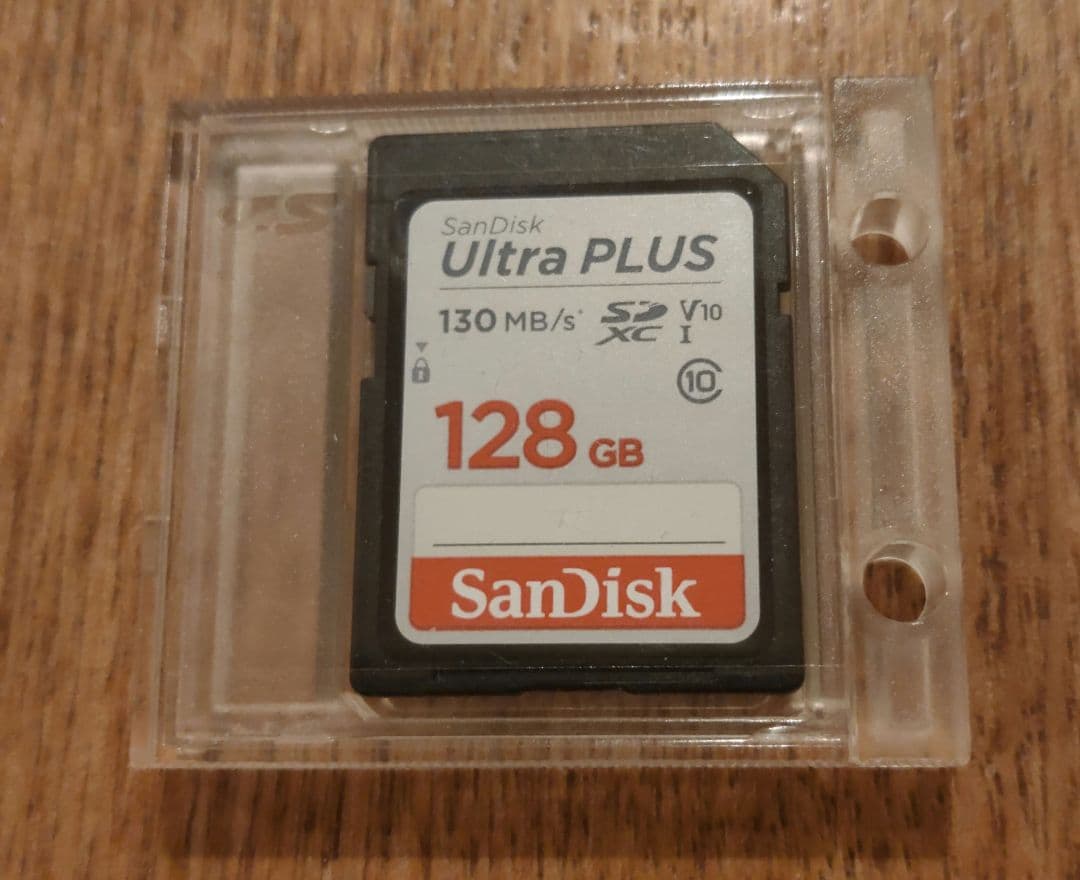 SanDisk
Ultra PLUS
130 MB/s* SD XC V10 I
10
128 GB
SanDisk